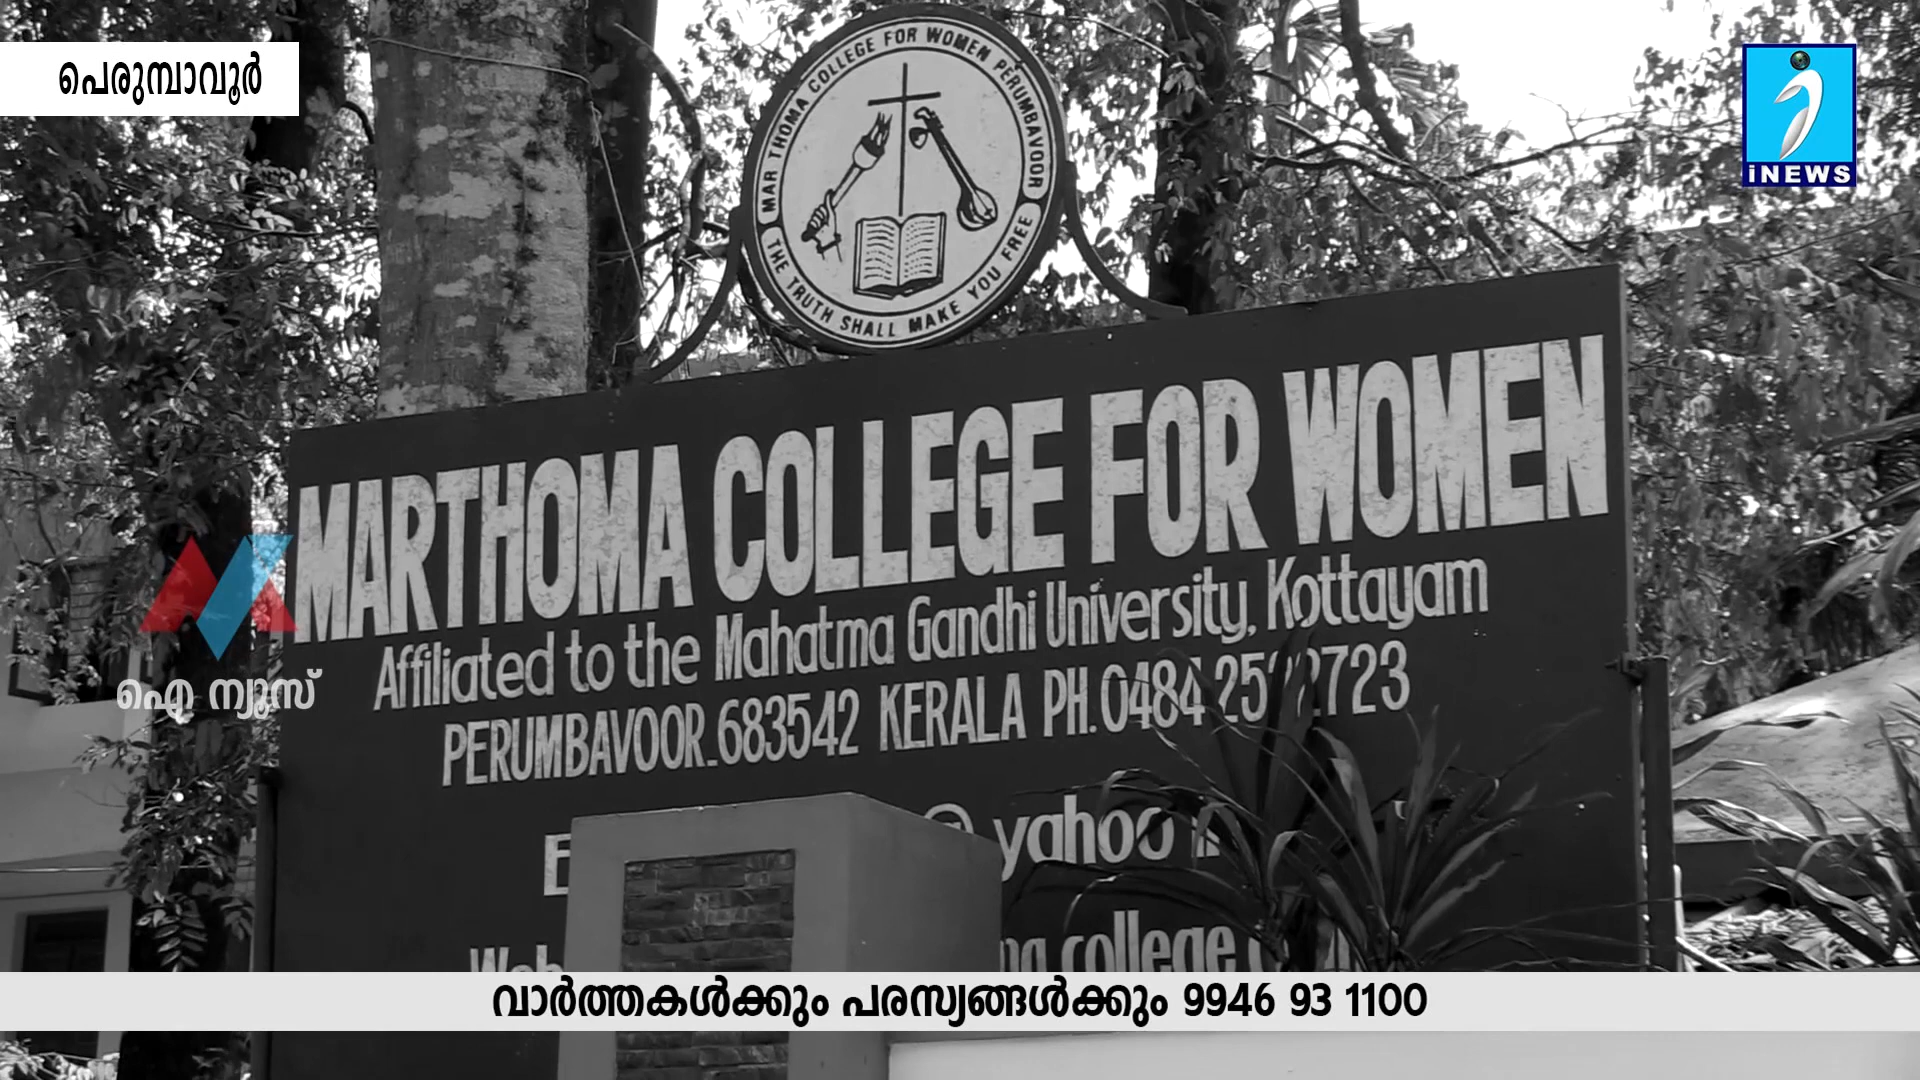 പെരുമ്പാവൂർ
iNEWS
MAR THOMA COLLEGE FOR WOMEN PERUMBAVOOR
THE TRUTH SHALL MAKE YOU FREE
MARTHOMA COLLEGE FOR WOMEN
Affiliated to the Mahatma Gandhi University, Kottayam
PERUMBAVOOR-683542 KERALA PH.0484
ഐ ന്യൂസ്
yahoo
college
വാർത്തകൾക്കും പരസ്യങ്ങൾക്കും 9946 93 1100